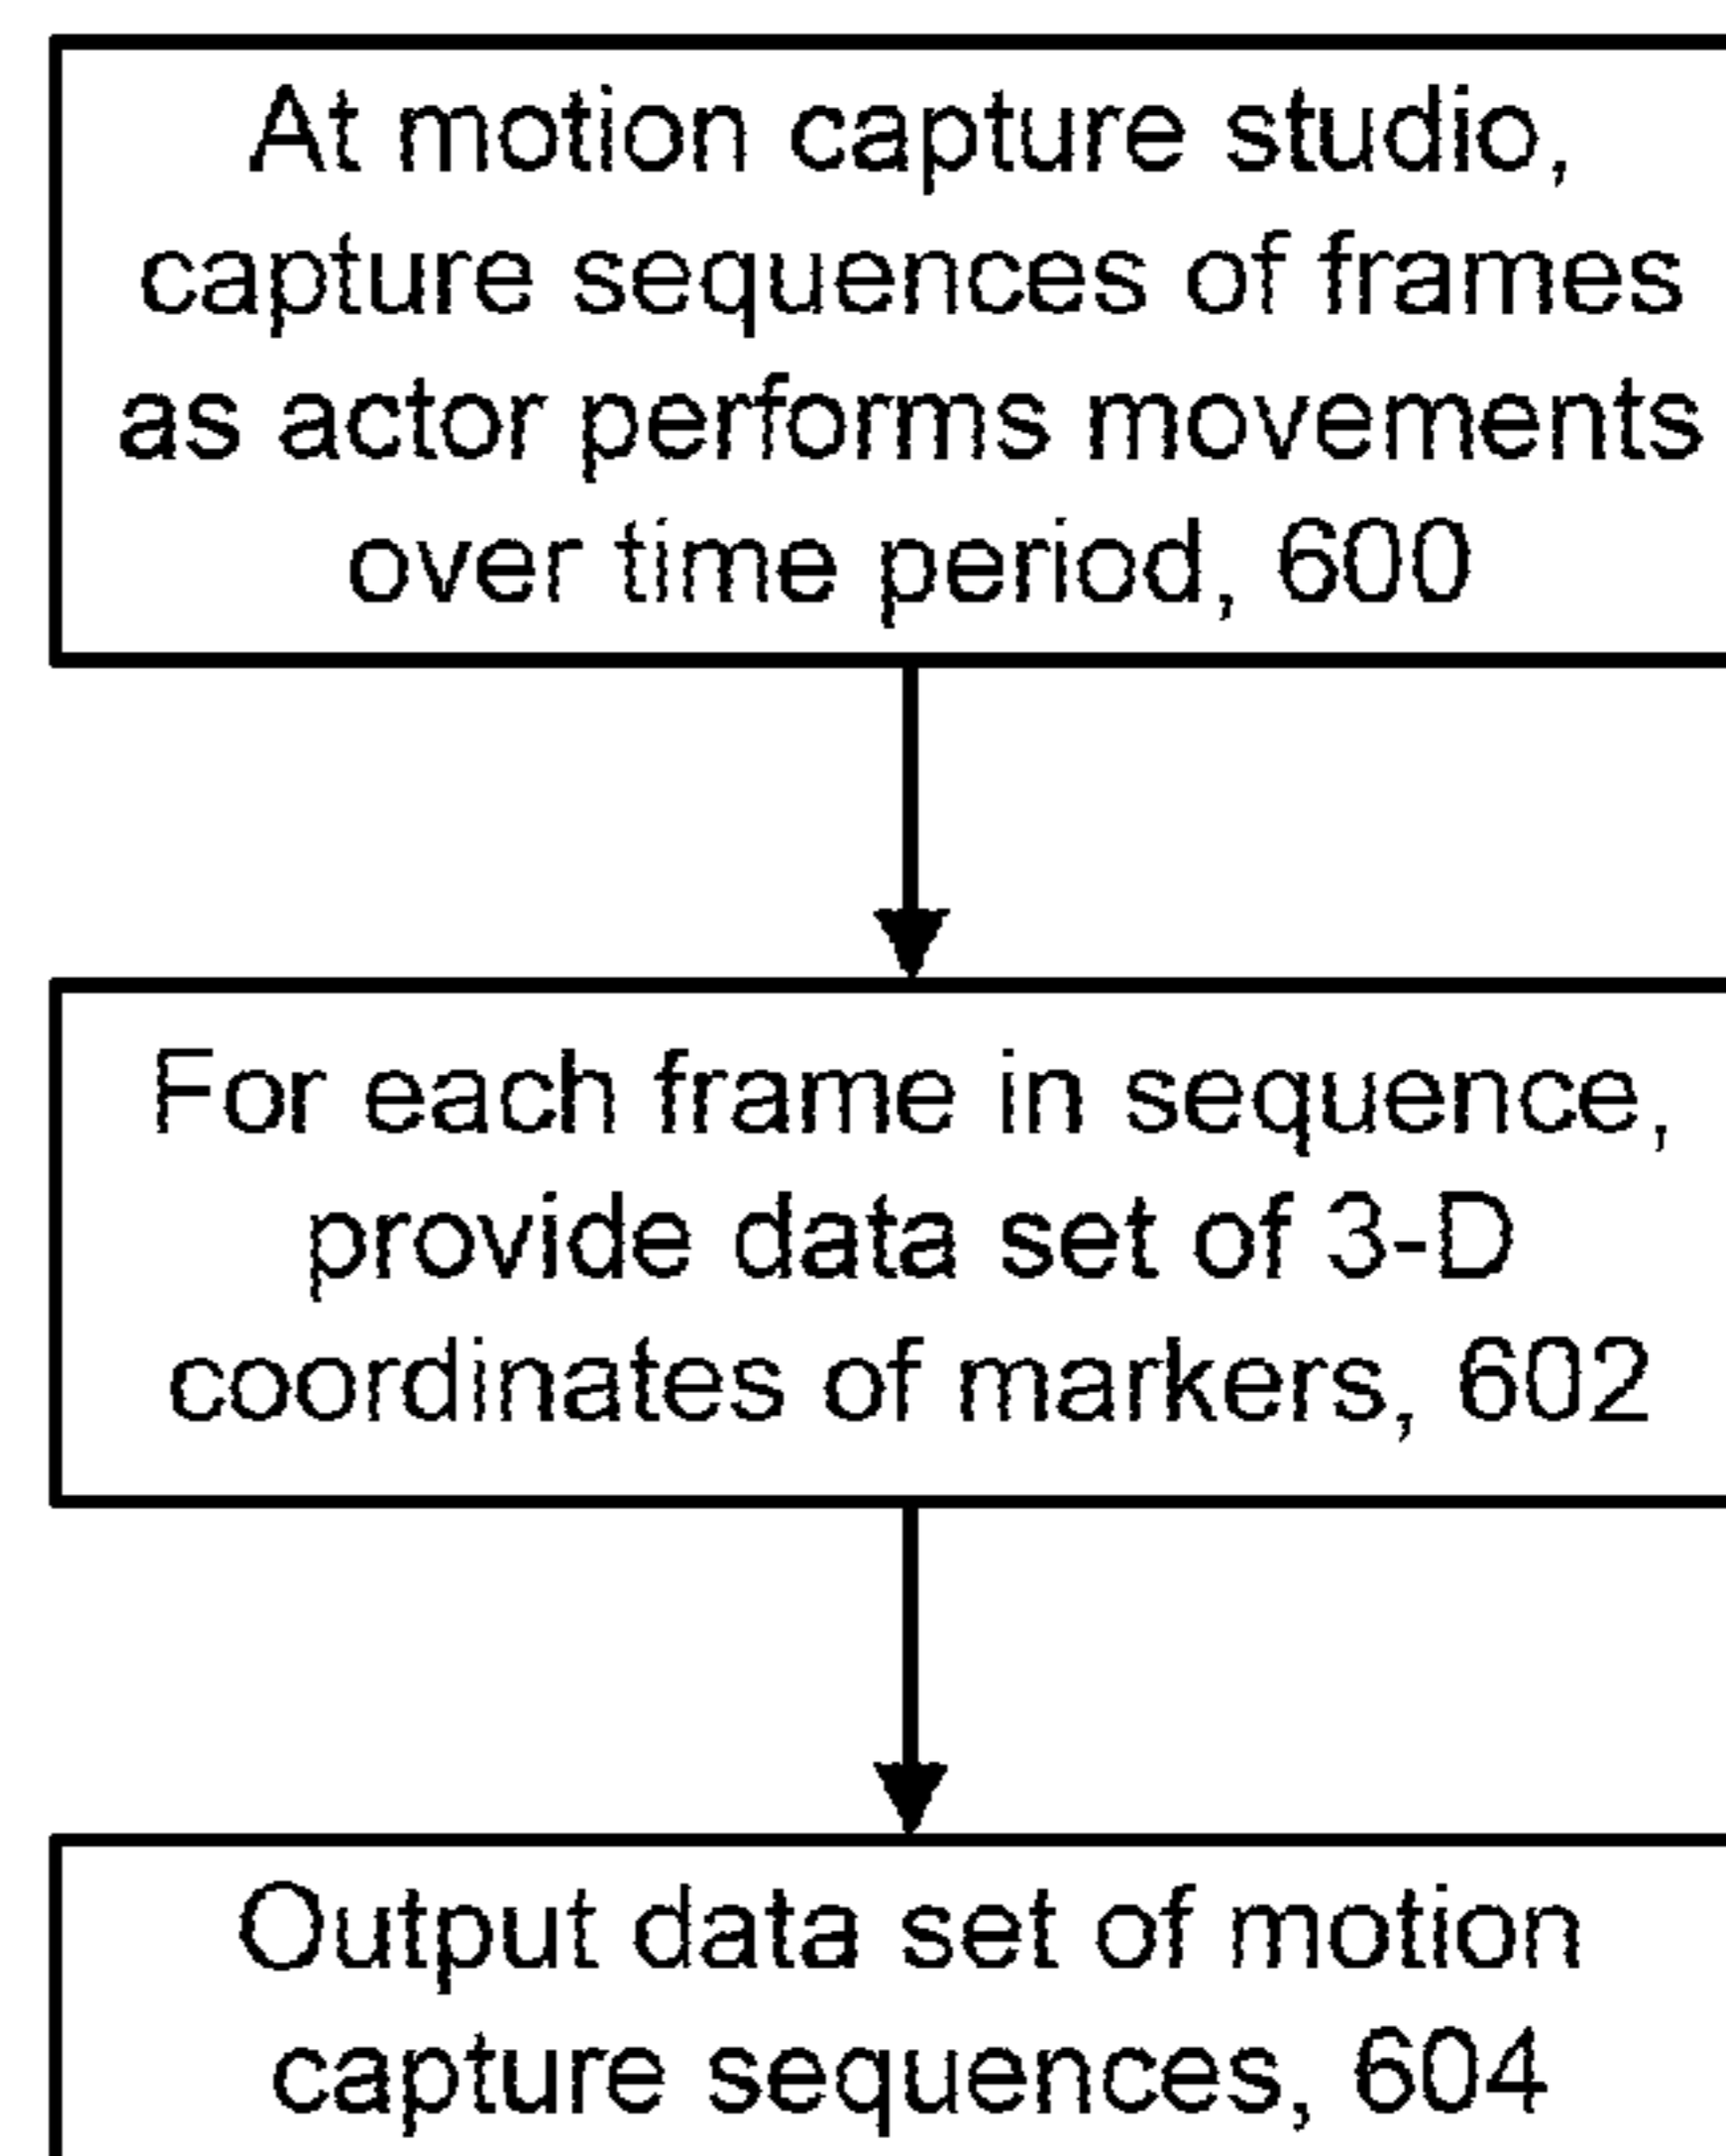 At motion capture studio,
capture sequences of frames
as actor performs movements
over time period, 600
For each frame in sequence,
provide data set of 3-D
coordinates of markers, 602
Output data set of motion
capture sequences, 604